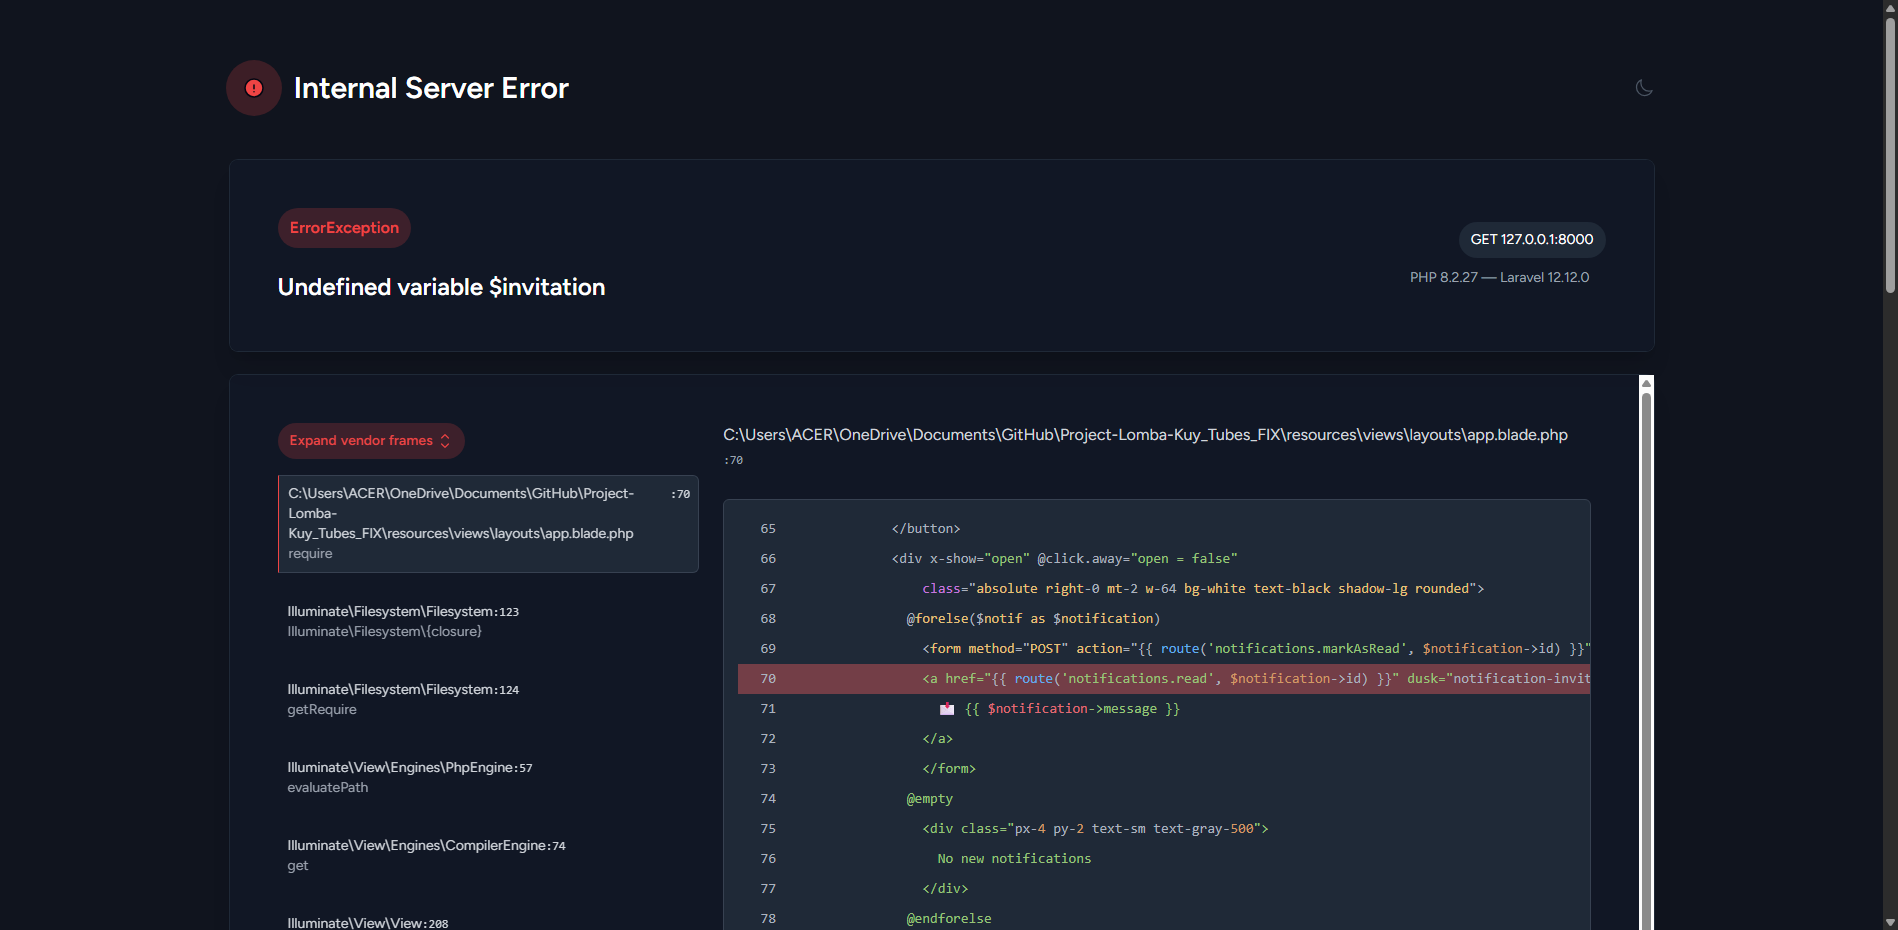 Internal Server Error
ErrorException
GET 127.0.0.1:8000
Undefined variable $invitation
PHP 8.2.27 — Laravel 12.12.0
Expand vendor frames
C:\Users\ACER\OneDrive\Documents\GitHub\Project-
Lomba-
Kuy_Tubes_FIX\resources\views\layouts\app.blade.php
:70
require
Illuminate\Filesystem\Filesystem:123
Illuminate\Filesystem\{closure}
Illuminate\Filesystem\Filesystem:124
getRequire
Illuminate\View\Engines\PhpEngine:57
evaluatePath
Illuminate\View\Engines\CompilerEngine:74
get
Illuminate\View\View:208
C:\Users\ACER\OneDrive\Documents\GitHub\Project-Lomba-Kuy_Tubes_FIX\resources\views\layouts\app.blade.php
:70
65 </button>
66 <div x-show="open" @click.away="open = false"
67 class="absolute right-0 mt-2 w-64 bg-white text-black shadow-lg rounded">
68 @forelse($notif as $notification)
69 <form method="POST" action="{{ route('notifications.markAsRead', $notification->id) }}"
70 <a href="{{ route('notifications.read', $notification->id) }}" dusk="notification-invit
71 {{ $notification->message }}
72 </a>
73 </form>
74 @empty
75 <div class="px-4 py-2 text-sm text-gray-500">
76 No new notifications
77 </div>
78 @endforelse